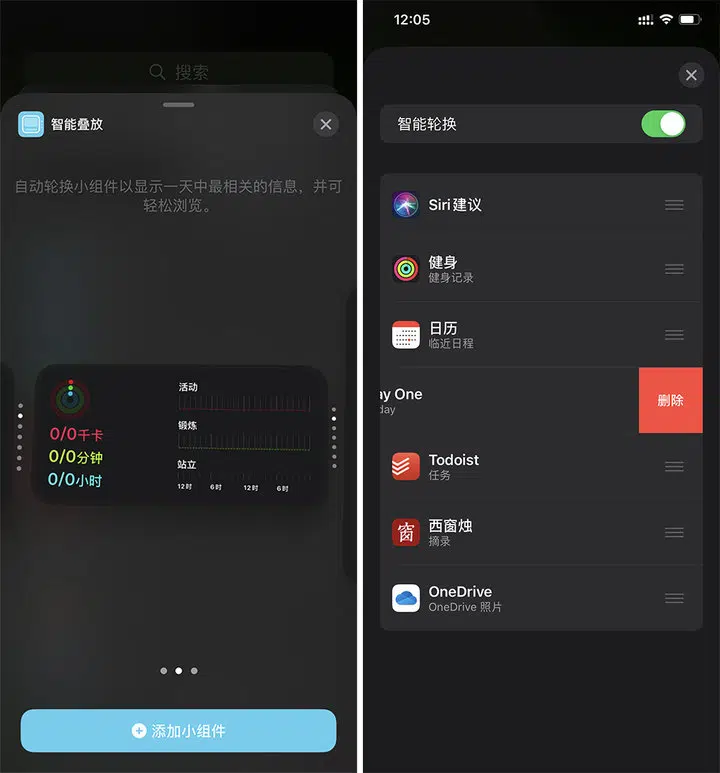 搜索
智能叠放
自动轮换小组件以显示一天中最相关的信息，并可
轻松浏览。
0/0千卡
0/0分钟
0/0小时
活动
锻炼
站立
12时 6时 12时 6时
添加小组件
12:05
智能轮换
Siri建议
健身
健身记录
日历
临近日程
ay One
day
删除
Todoist
任务
窗
西窗烛
摘录
OneDrive
OneDrive 照片